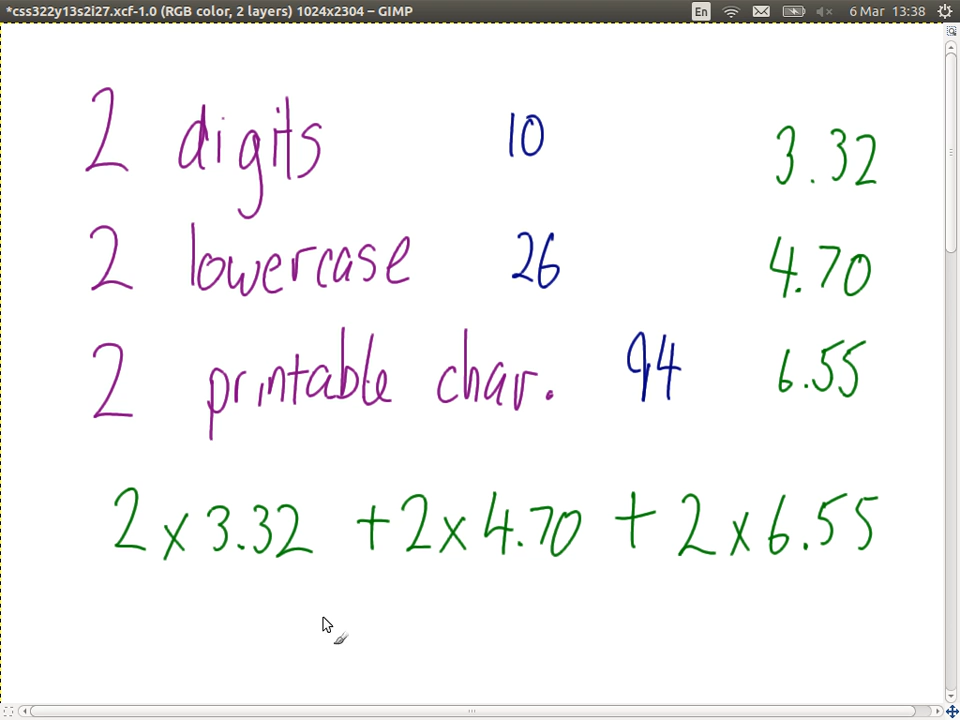 *css322y13s2i27.xcf-1.0 (RGB color, 2 layers) 1024x2304 – GIMP En 6 Mar 13:38
2 digits 10 3.32
2 lowercase 26 4.70
2 printable char. 94 6.55
2 x 3.32 + 2 x 4.70 + 2 x 6.55